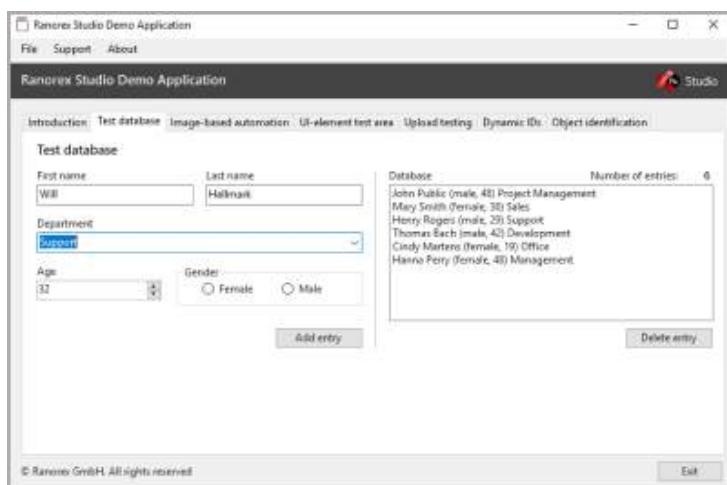 Ranorex Studio Demo Application
File Support About
Ranorex Studio Demo Application
Studio
Introduction Test database Image-based automation UI-element test area Upload testing Dynamic IDs Object identification
Test database
First name Last name
Will Hallmark
Department
Support
Age Gender
32 Female Male
Add entry
Database Number of entries: 6
John Public (male, 48) Project Management
Mary Smith (female, 30) Sales
Henry Rogers (male, 29) Support
Thomas Bach (male, 42) Development
Cindy Martens (female, 19) Office
Hanna Perry (female, 48) Management
Delete entry
© Ranorex GmbH. All rights reserved
Exit